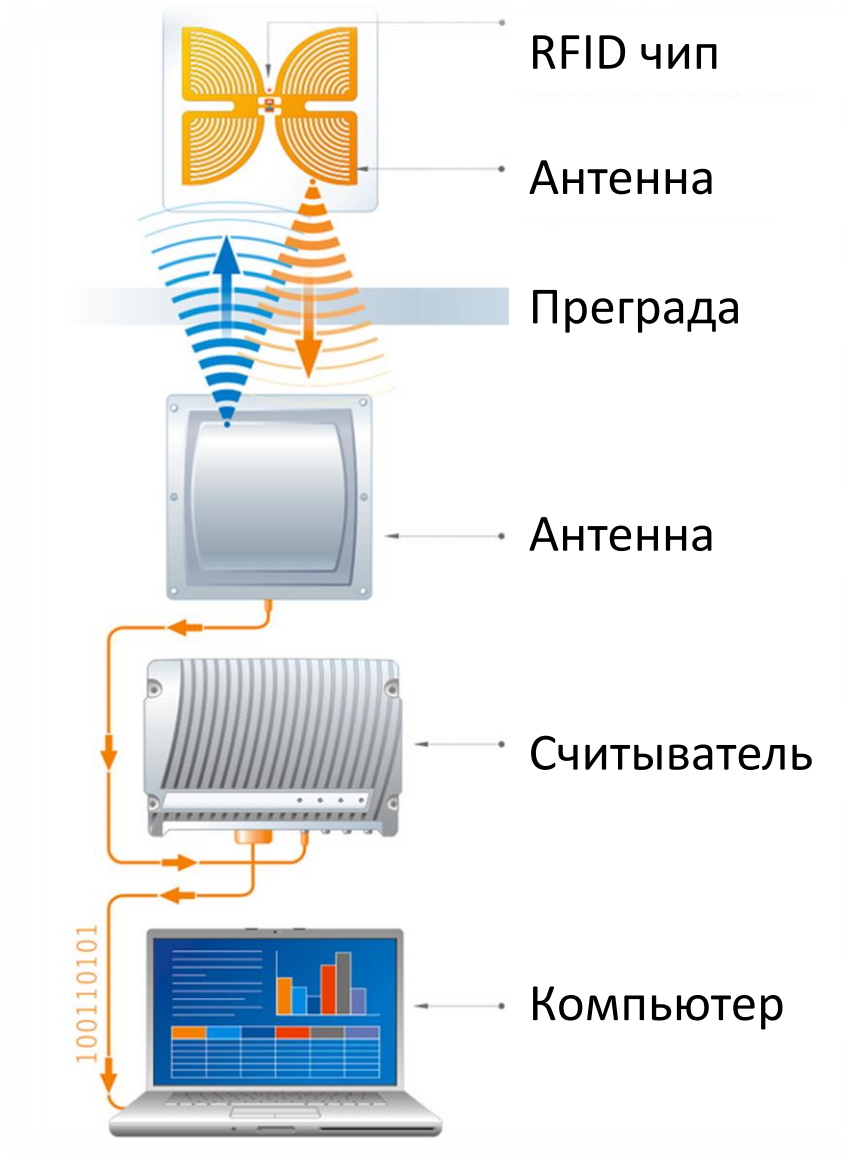 RFID чип
Антенна
Преграда
Антенна
Считыватель
100110101
Компьютер